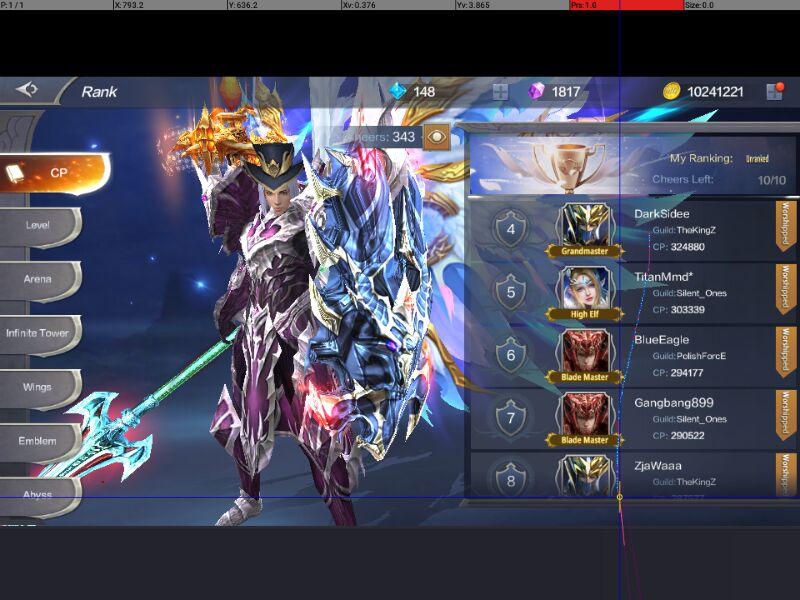 P: 1 / 1 X: 793.2 Y: 636.2 Xv: 0.376 Yv: 3.865 Prs: 1.0 Size: 0.0
Rank 148 1817 10241221
Cheers: 343
CP
Level
Arena
Infinite Tower
Wings
Emblem
Abyss
My Ranking: Unranked
Cheers Left: 10/10
4 Grandmaster DarkSidee Worshipped
Guild: TheKingZ
CP: 324880
5 High Elf TitanMmd* Worshipped
Guild: Silent_Ones
CP: 303339
6 Blade Master BlueEagle Worshipped
Guild: PolishForcE
CP: 294177
7 Blade Master Gangbang899 Worshipped
Guild: Silent_Ones
CP: 290522
8 ZjaWaaa Worshipped
Guild: TheKingZ